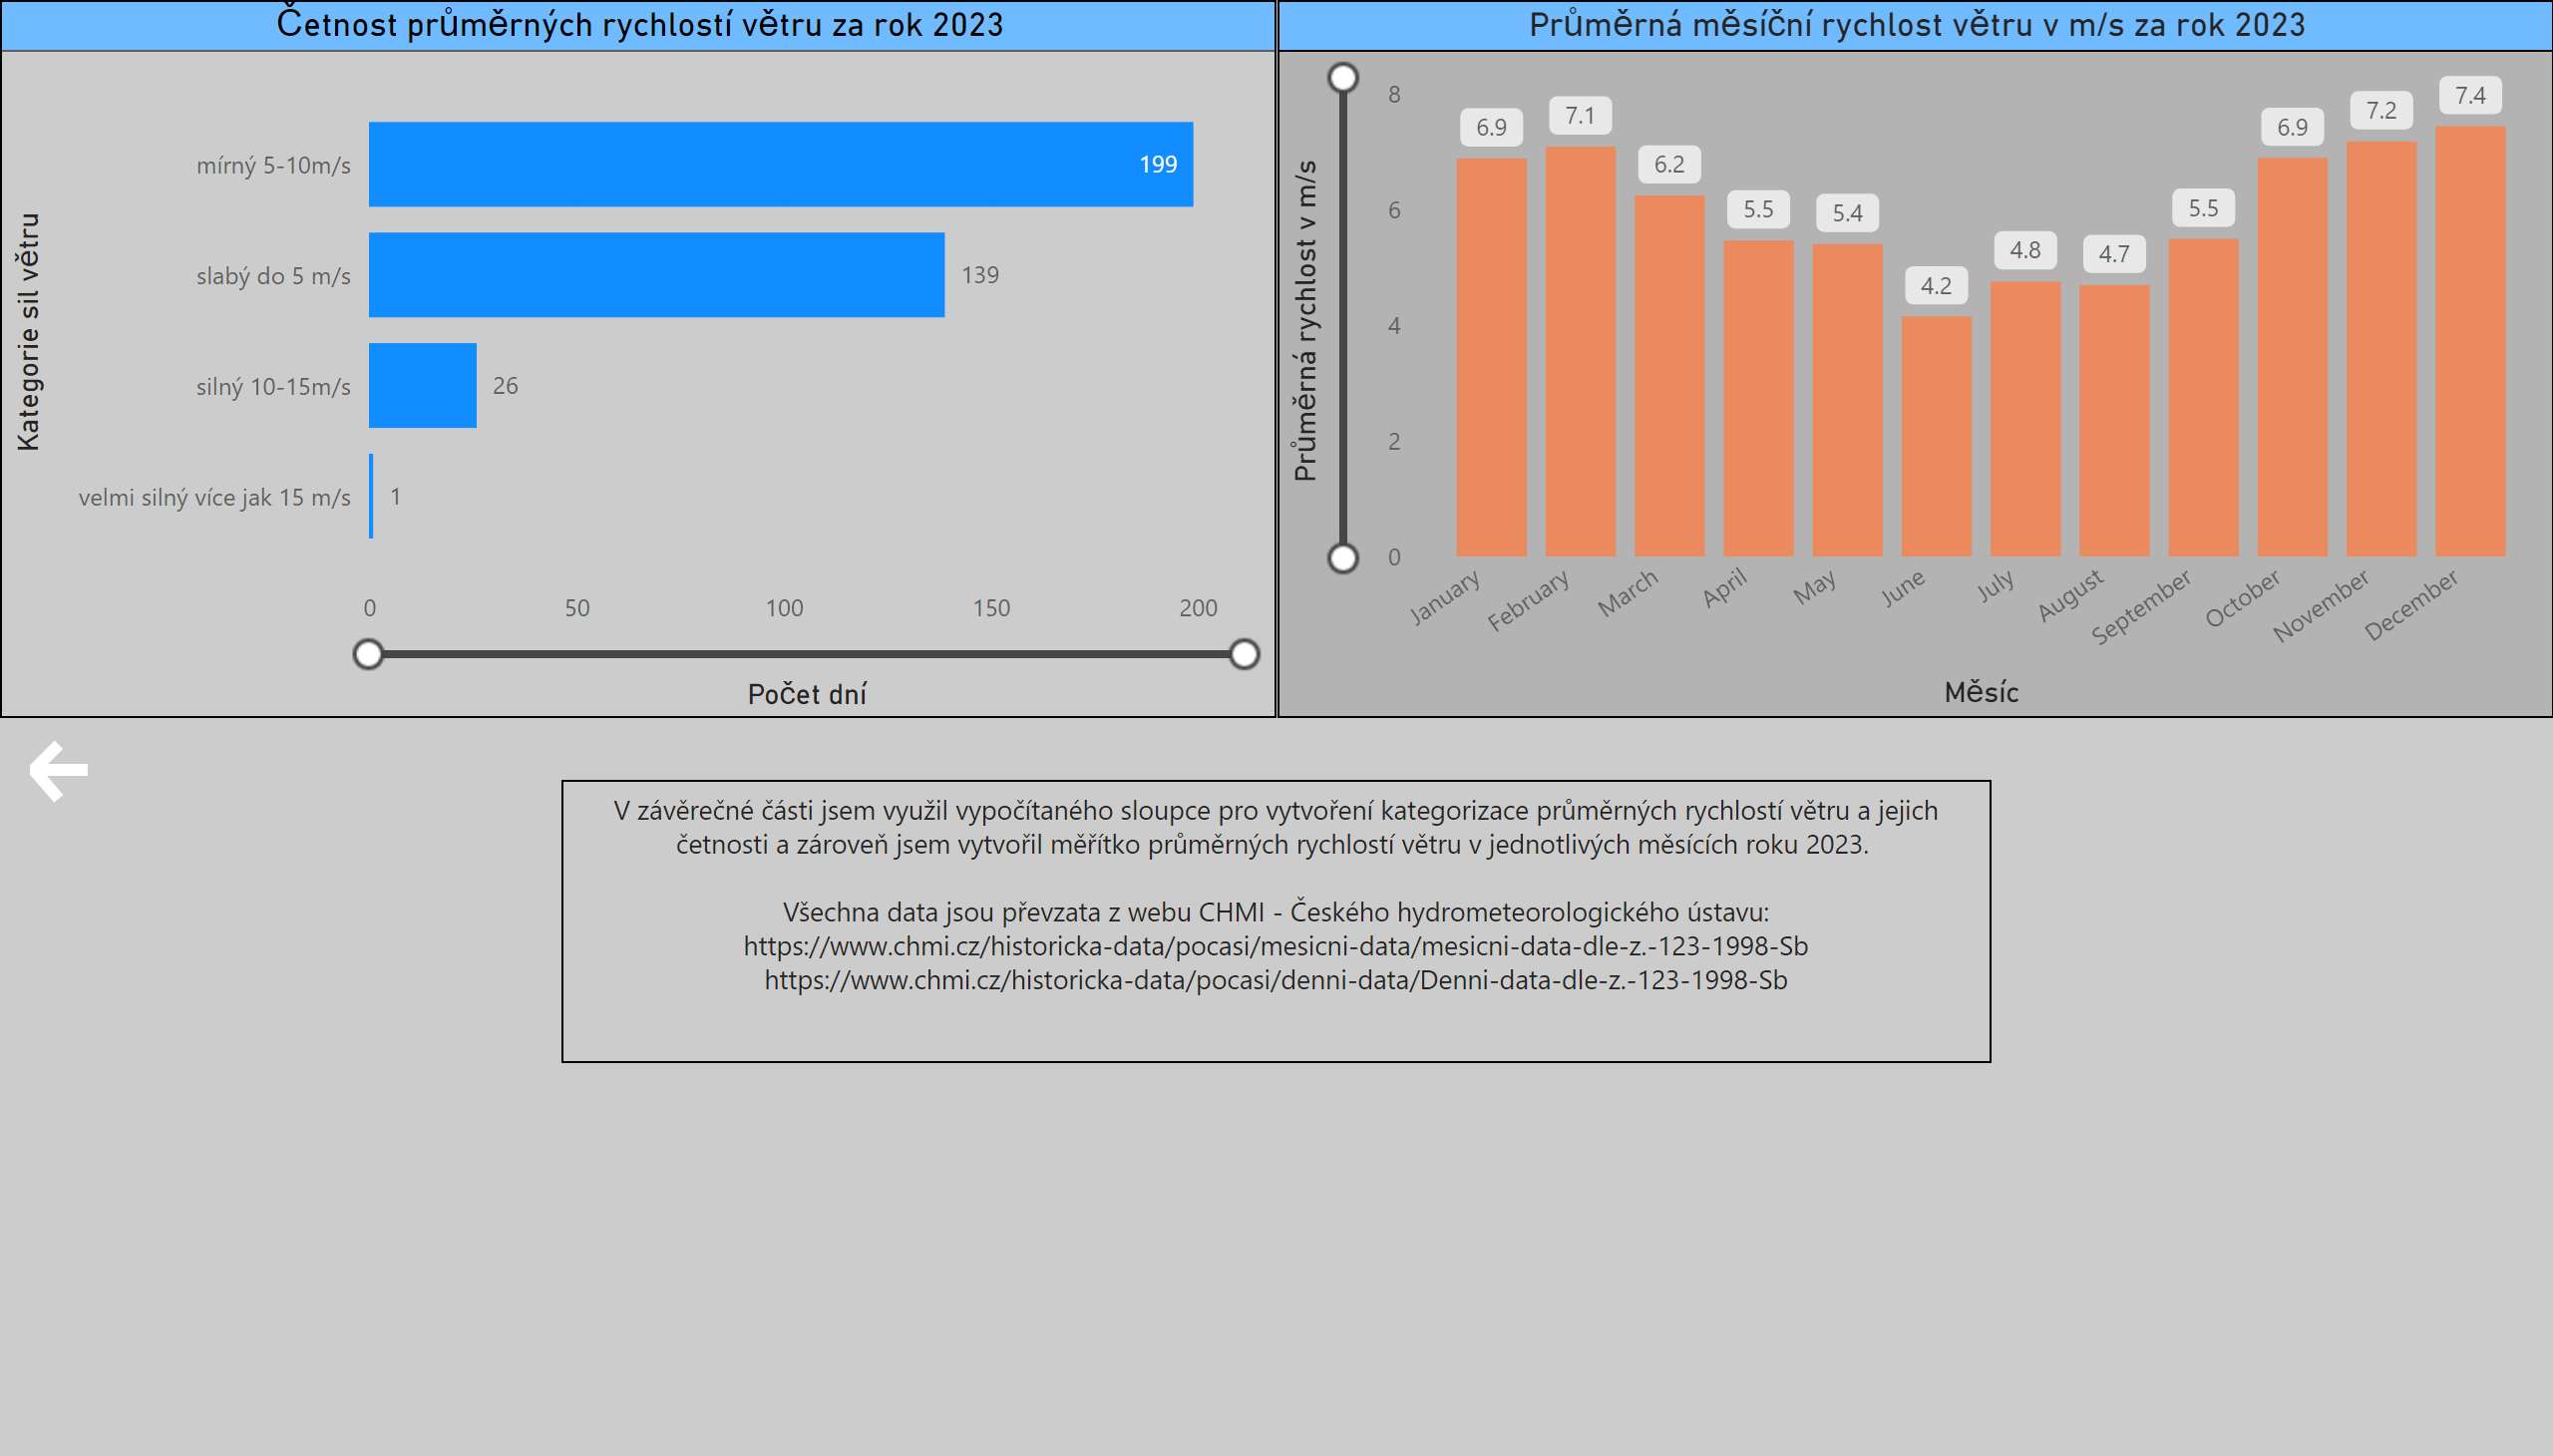 Četnost průměrných rychlostí větru za rok 2023
Kategorie sil větru
mírný 5-10m/s
199
slabý do 5 m/s
139
silný 10-15m/s
26
velmi silný více jak 15 m/s
1
0 50 100 150 200
Počet dní
Průměrná měsíční rychlost větru v m/s za rok 2023
Průměrná rychlost v m/s
8
6
4
2
0
6.9 7.1 6.2 5.5 5.4 4.2 4.8 4.7 5.5 6.9 7.2 7.4
January February March April May June July August September October November December
Měsíc
V závěrečné části jsem využil vypočítaného sloupce pro vytvoření kategorizace průměrných rychlostí větru a jejich
četnosti a zároveň jsem vytvořil měřítko průměrných rychlostí větru v jednotlivých měsících roku 2023.
Všechna data jsou převzata z webu CHMI - Českého hydrometeorologického ústavu:
https://www.chmi.cz/historicka-data/pocasi/mesicni-data/mesicni-data-dle-z.-123-1998-Sb
https://www.chmi.cz/historicka-data/pocasi/denni-data/Denni-data-dle-z.-123-1998-Sb